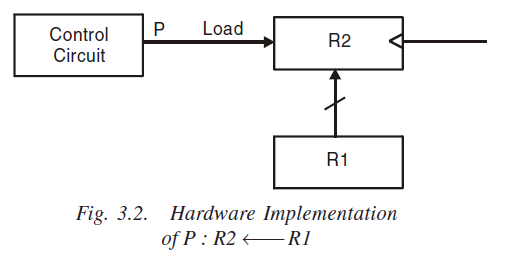 Control
Circuit
P
Load
R2
R1
Fig. 3.2. Hardware Implementation
of P : R2 ⟵ R1